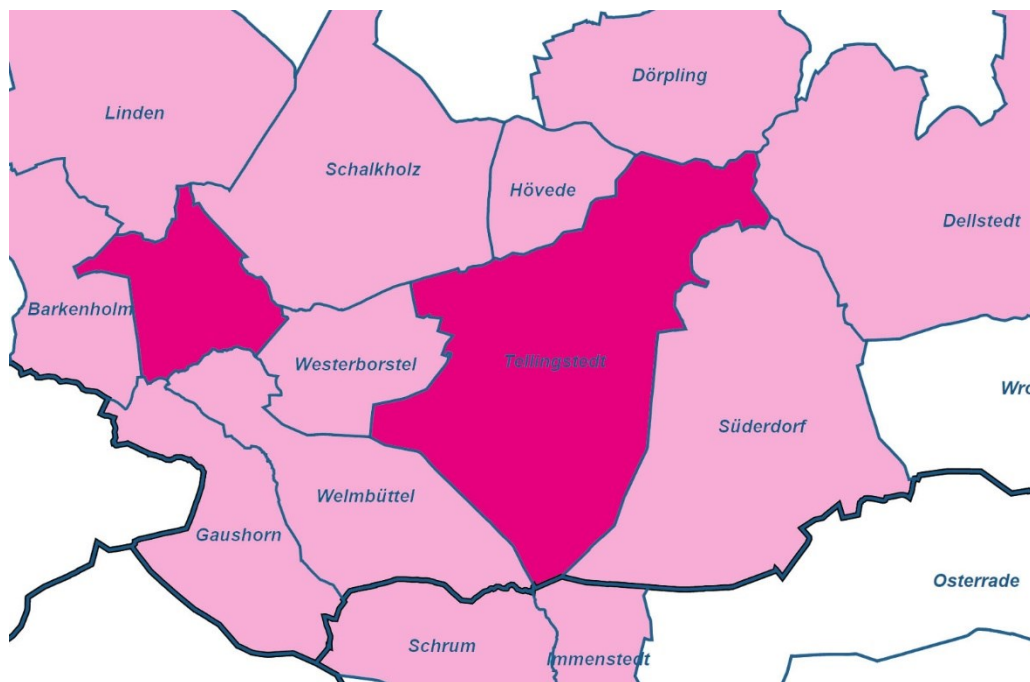 Dörpling
Linden
Schalkholz
Hövede
Dellstedt
Barkenholm
Westerborstel
Tellingstedt
Wro
Süderdorf
Welmbüttel
Gaushorn
Osterrade
Schrum
Immenstedt